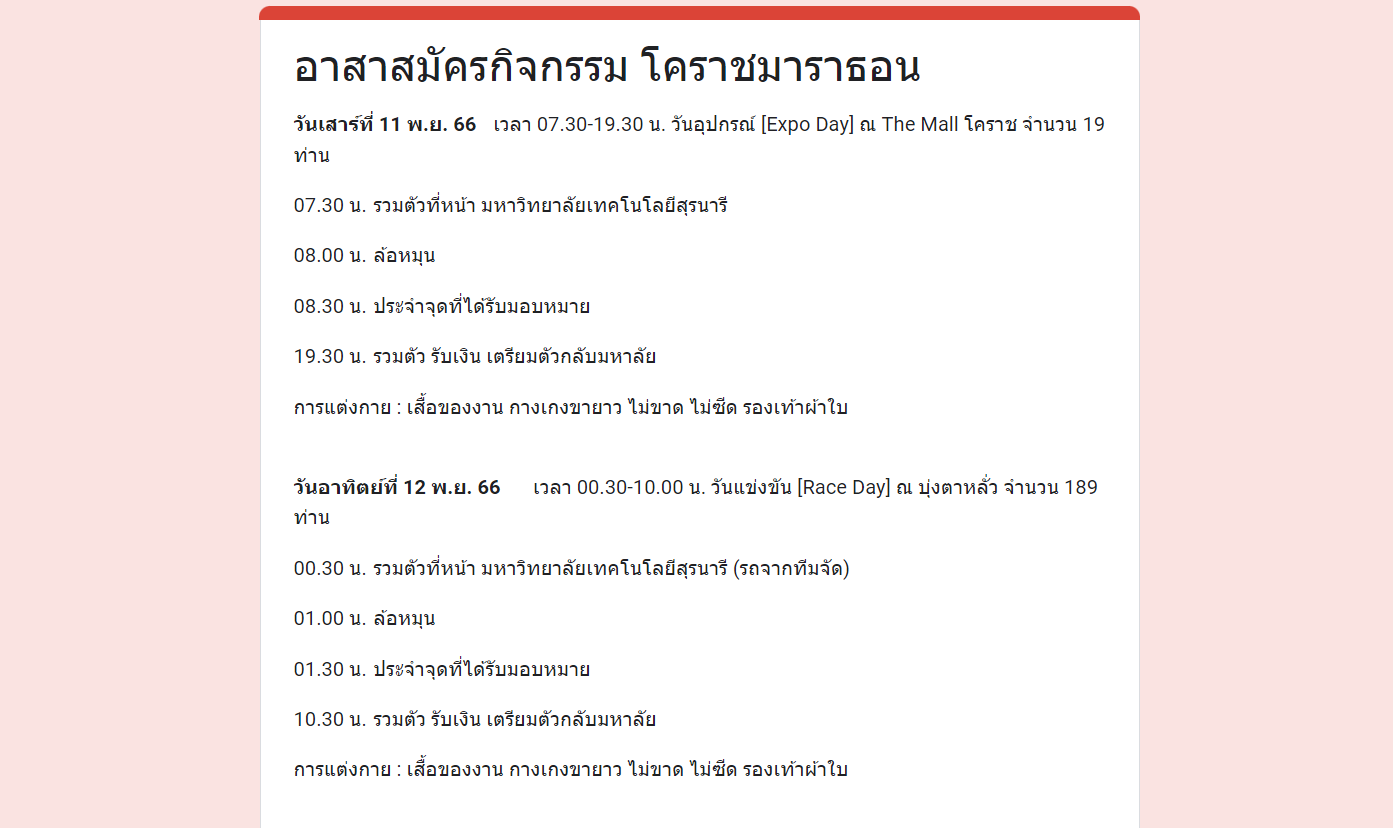 อาสาสมัครกิจกรรม โคราชมาราธอน
วันเสาร์ที่ 11 พ.ย. 66 เวลา 07.30-19.30 น. วันอุปกรณ์ [Expo Day] ณ The Mall โคราช จำนวน 19
ท่าน
07.30 น. รวมตัวที่หน้า มหาวิทยาลัยเทคโนโลยีสุรนารี
08.00 น. ล้อหมุน
08.30 น. ประจำจุดที่ได้รับมอบหมาย
19.30 น. รวมตัว รับเงิน เตรียมตัวกลับมหาลัย
การแต่งกาย : เสื้อของงาน กางเกงขายาว ไม่ขาด ไม่ซีด รองเท้าผ้าใบ
วันอาทิตย์ที่ 12 พ.ย. 66 เวลา 00.30-10.00 น. วันแข่งขัน [Race Day] ณ บุ่งตาหลั่ว จำนวน 189
ท่าน
00.30 น. รวมตัวที่หน้า มหาวิทยาลัยเทคโนโลยีสุรนารี (รถจากทีมจัด)
01.00 น. ล้อหมุน
01.30 น. ประจำจุดที่ได้รับมอบหมาย
10.30 น. รวมตัว รับเงิน เตรียมตัวกลับมหาลัย
การแต่งกาย : เสื้อของงาน กางเกงขายาว ไม่ขาด ไม่ซีด รองเท้าผ้าใบ